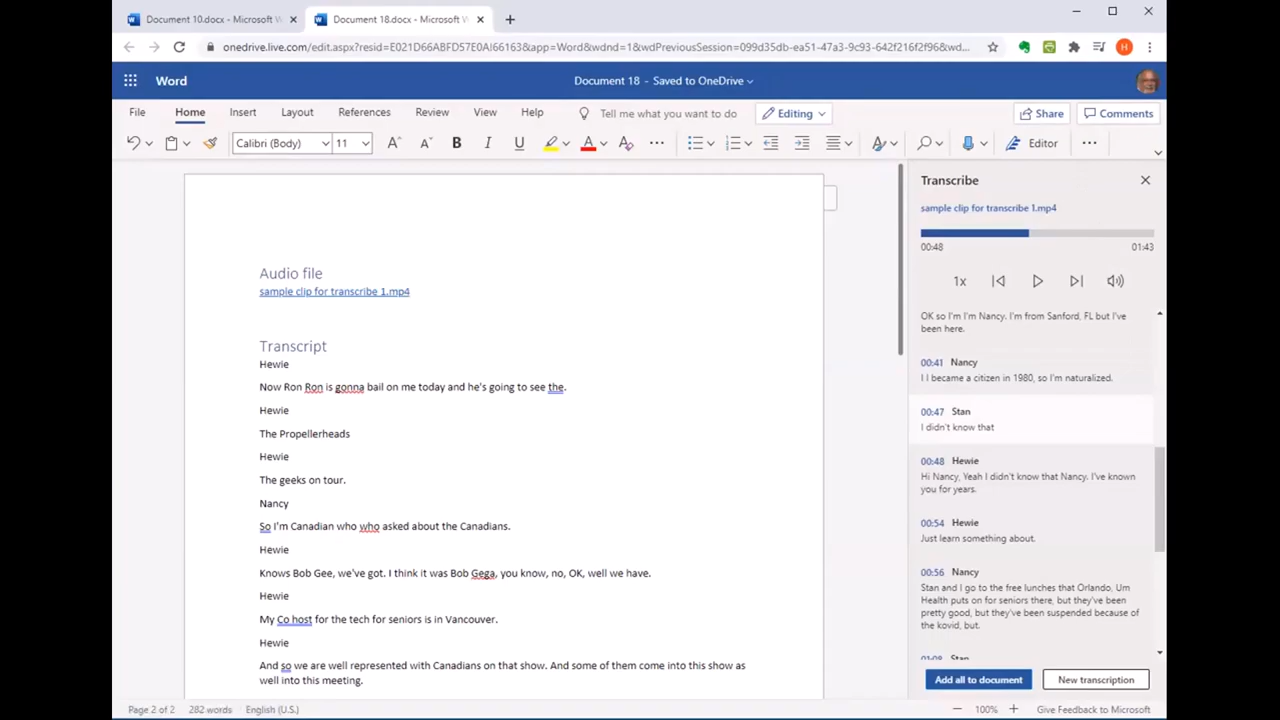 Document 10.docx - Microsoft V
Document 18.docx - Microsoft V
onedrive.live.com/edit.aspx?resid=E021D66ABFD57E0A!66163&app=Word&wdnd=1&wdPreviousSession=099d35db-ea51-47a3-9c93-642f216f2f96&wd...
H
Word
Document 18 - Saved to OneDrive
File Home Insert Layout References Review View Help Tell me what you want to do Editing Share Comments
Calibri (Body) 11 A A B I U A A Editor
Transcribe
sample clip for transcribe 1.mp4
00:48 01:43
1x
OK so I'm I'm Nancy. I'm from Sanford, FL but I've
been here.
00:41 Nancy
I I became a citizen in 1980, so I'm naturalized.
00:47 Stan
I didn't know that
00:48 Hewie
Hi Nancy, Yeah I didn't know that Nancy. I've known
you for years.
00:54 Hewie
Just learn something about.
00:56 Nancy
Stan and I go to the free lunches that Orlando, Um
Health puts on for seniors there, but they've been
pretty good, but they've been suspended because of
the kovid, but.
01:08 Stan
Add all to document
New transcription
Audio file
sample clip for transcribe 1.mp4
Transcript
Hewie
Now Ron Ron is gonna bail on me today and he's going to see the.
Hewie
The Propellerheads
Hewie
The geeks on tour.
Nancy
So I'm Canadian who who asked about the Canadians.
Hewie
Knows Bob Gee, we've got. I think it was Bob Gega, you know, no, OK, well we have.
Hewie
My Co host for the tech for seniors is in Vancouver.
Hewie
And so we are well represented with Canadians on that show. And some of them come into this show as
well into this meeting.
Page 2 of 2 282 words English (U.S.) 100% Give Feedback to Microsoft